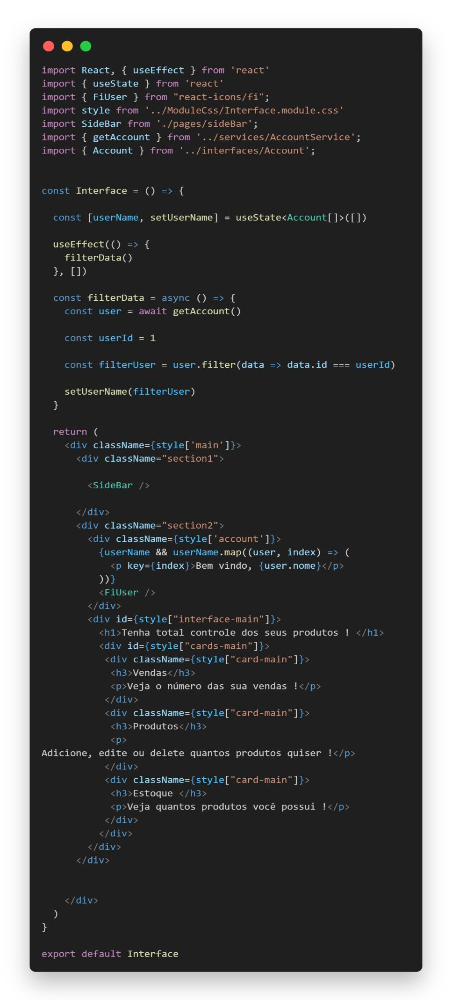 import React, { useEffect } from 'react'
import { useState } from 'react'
import { FiUser } from "react-icons/fi";
import style from '../ModuleCss/Interface.module.css'
import SideBar from './pages/sideBar';
import { getAccount } from '../services/AccountService';
import { Account } from '../interfaces/Account';
const Interface = () => {
const [userName, setUserName] = useState<Account[]>([])
useEffect(() => {
filterData()
}, [])
const filterData = async () => {
const user = await getAccount()
const userId = 1
const filterUser = user.filter(data => data.id === userId)
setUserName(filterUser)
}
return (
<div className={style['main']}>
<div className="section1">
<SideBar />
</div>
<div className="section2">
<div className={style['account']}>
{userName && userName.map((user, index) => (
<p key={index}>Bem vindo, {user.nome}</p>
))}
<FiUser />
</div>
<div id={style["interface-main"]}>
<h1>Tenha total controle dos seus produtos ! </h1>
<div id={style["cards-main"]}>
<div className={style["card-main"]}>
<h3>Vendas</h3>
<p>Veja o número das sua vendas !</p>
</div>
<div className={style["card-main"]}>
<h3>Produtos</h3>
<p>
Adicione, edite ou delete quantos produtos quiser !</p>
</div>
<div className={style["card-main"]}>
<h3>Estoque </h3>
<p>Veja quantos produtos você possui !</p>
</div>
</div>
</div>
</div>
</div>
)
}
export default Interface